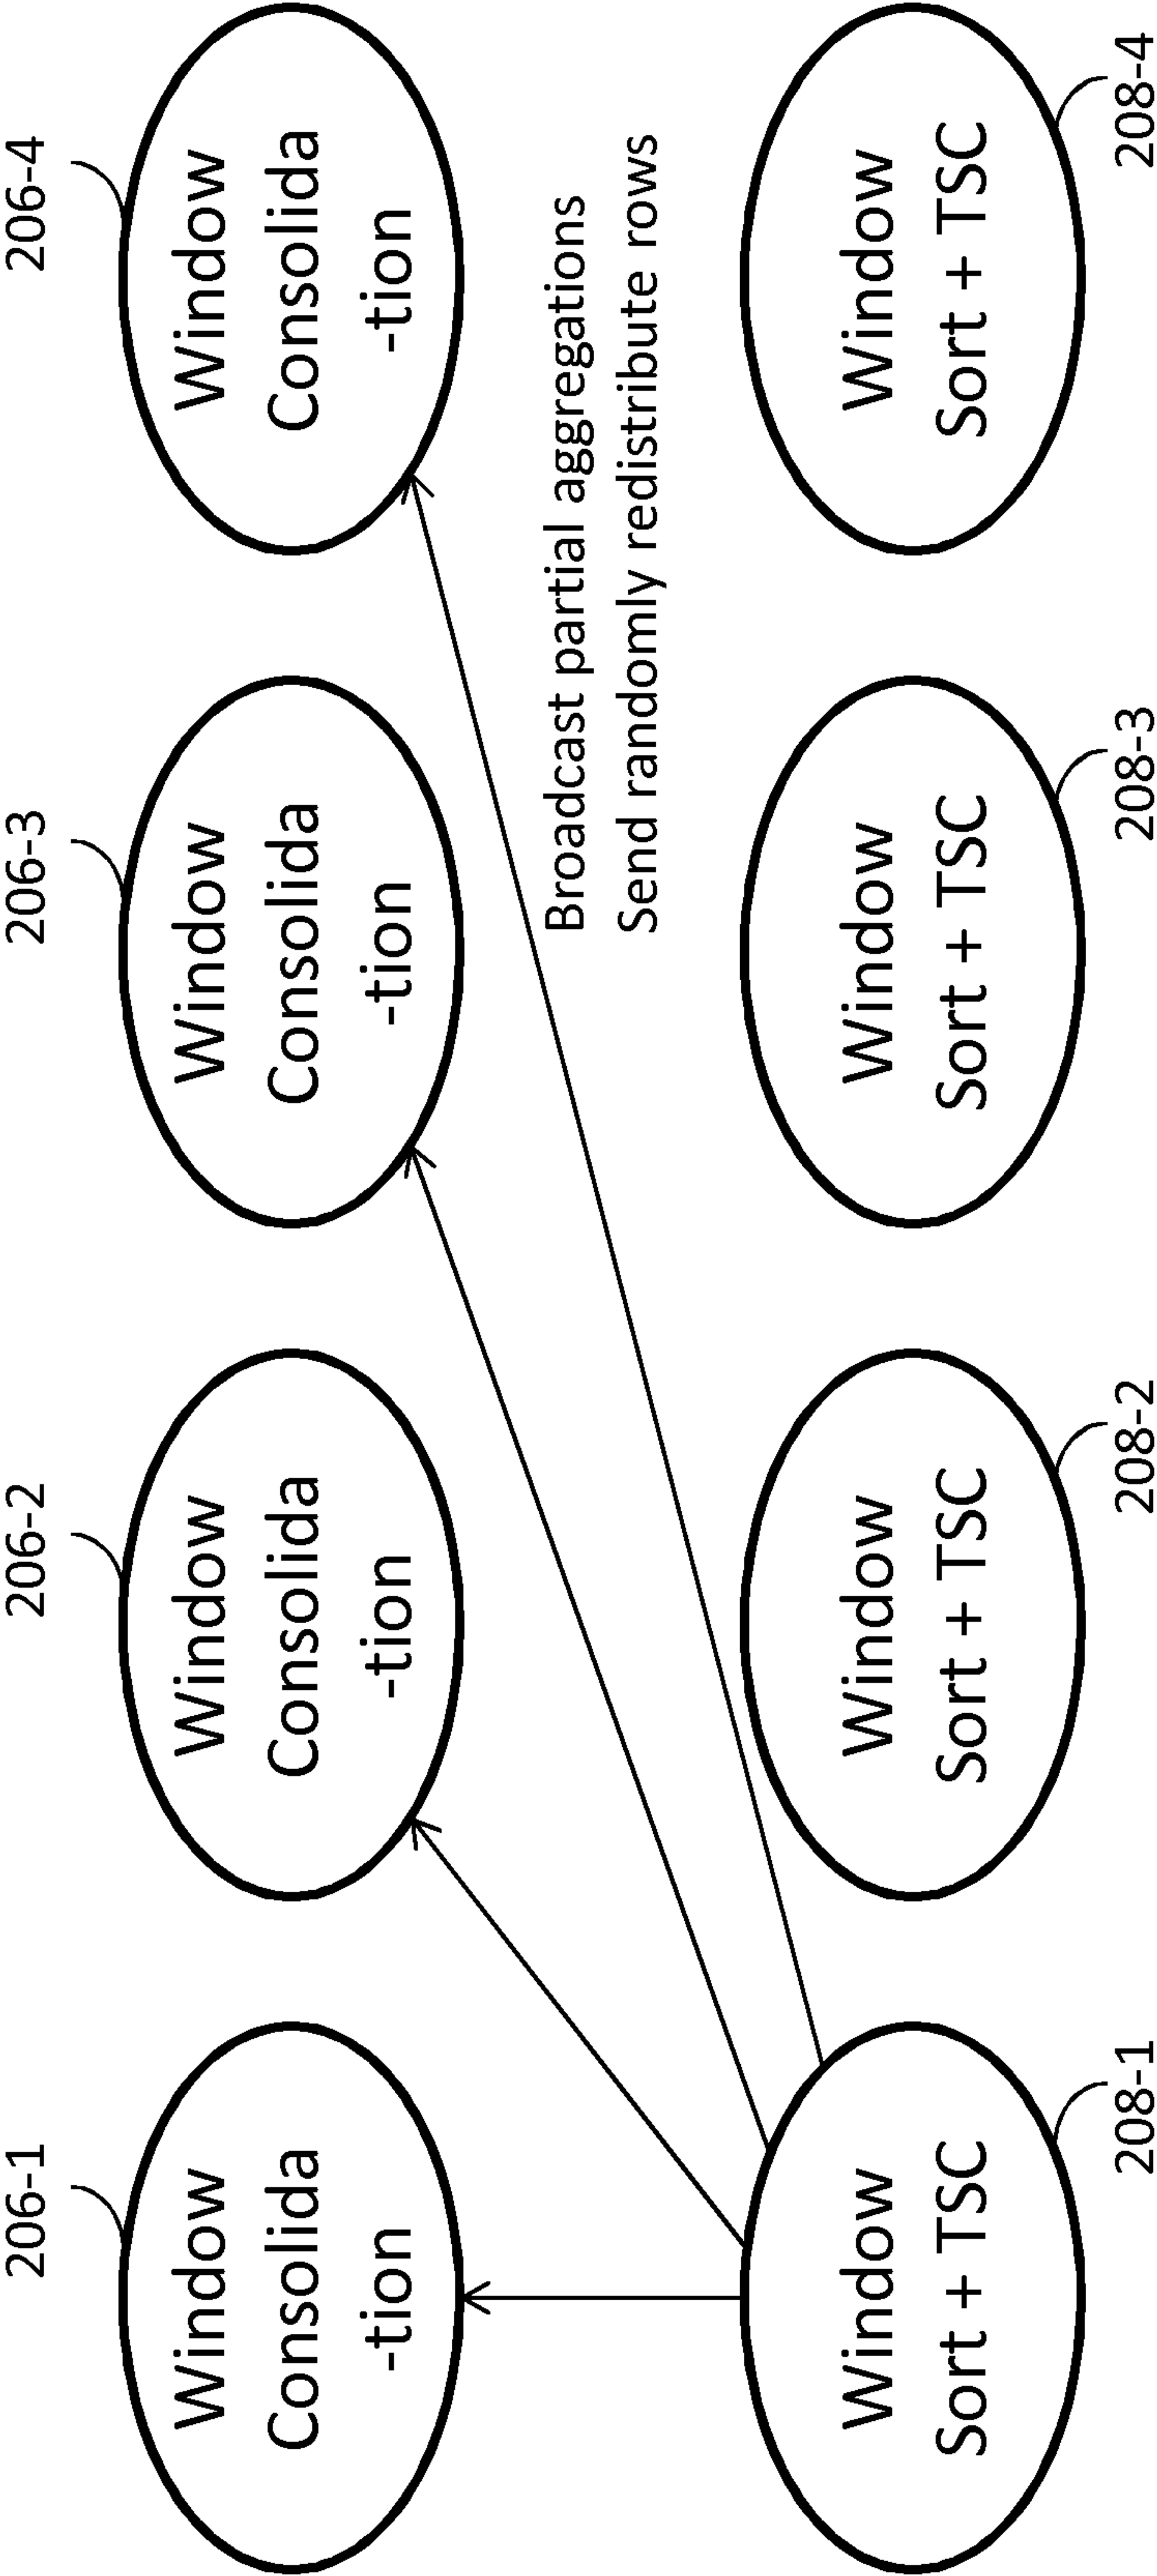 206-1
206-2
206-3
206-4
Window
Consolida
-tion
Window
Consolida
-tion
Window
Consolida
-tion
Window
Consolida
-tion
Broadcast partial aggregations
Send randomly redistribute rows
Window
Sort + TSC
Window
Sort + TSC
Window
Sort + TSC
Window
Sort + TSC
208-1
208-2
208-3
208-4